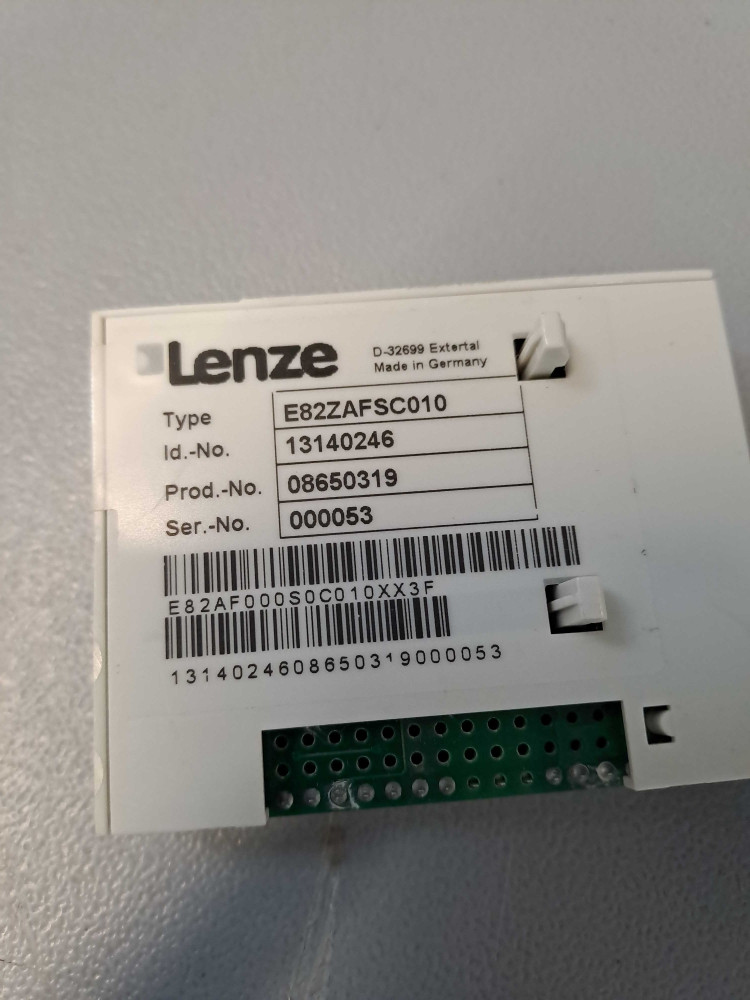 Lenze
D-32699 Extertal
Made in Germany
Type E82ZAFSC010
Id.-No. 13140246
Prod.-No. 08650319
Ser.-No. 000053
E82AF000S0C010XX3F
1314024608650319000053